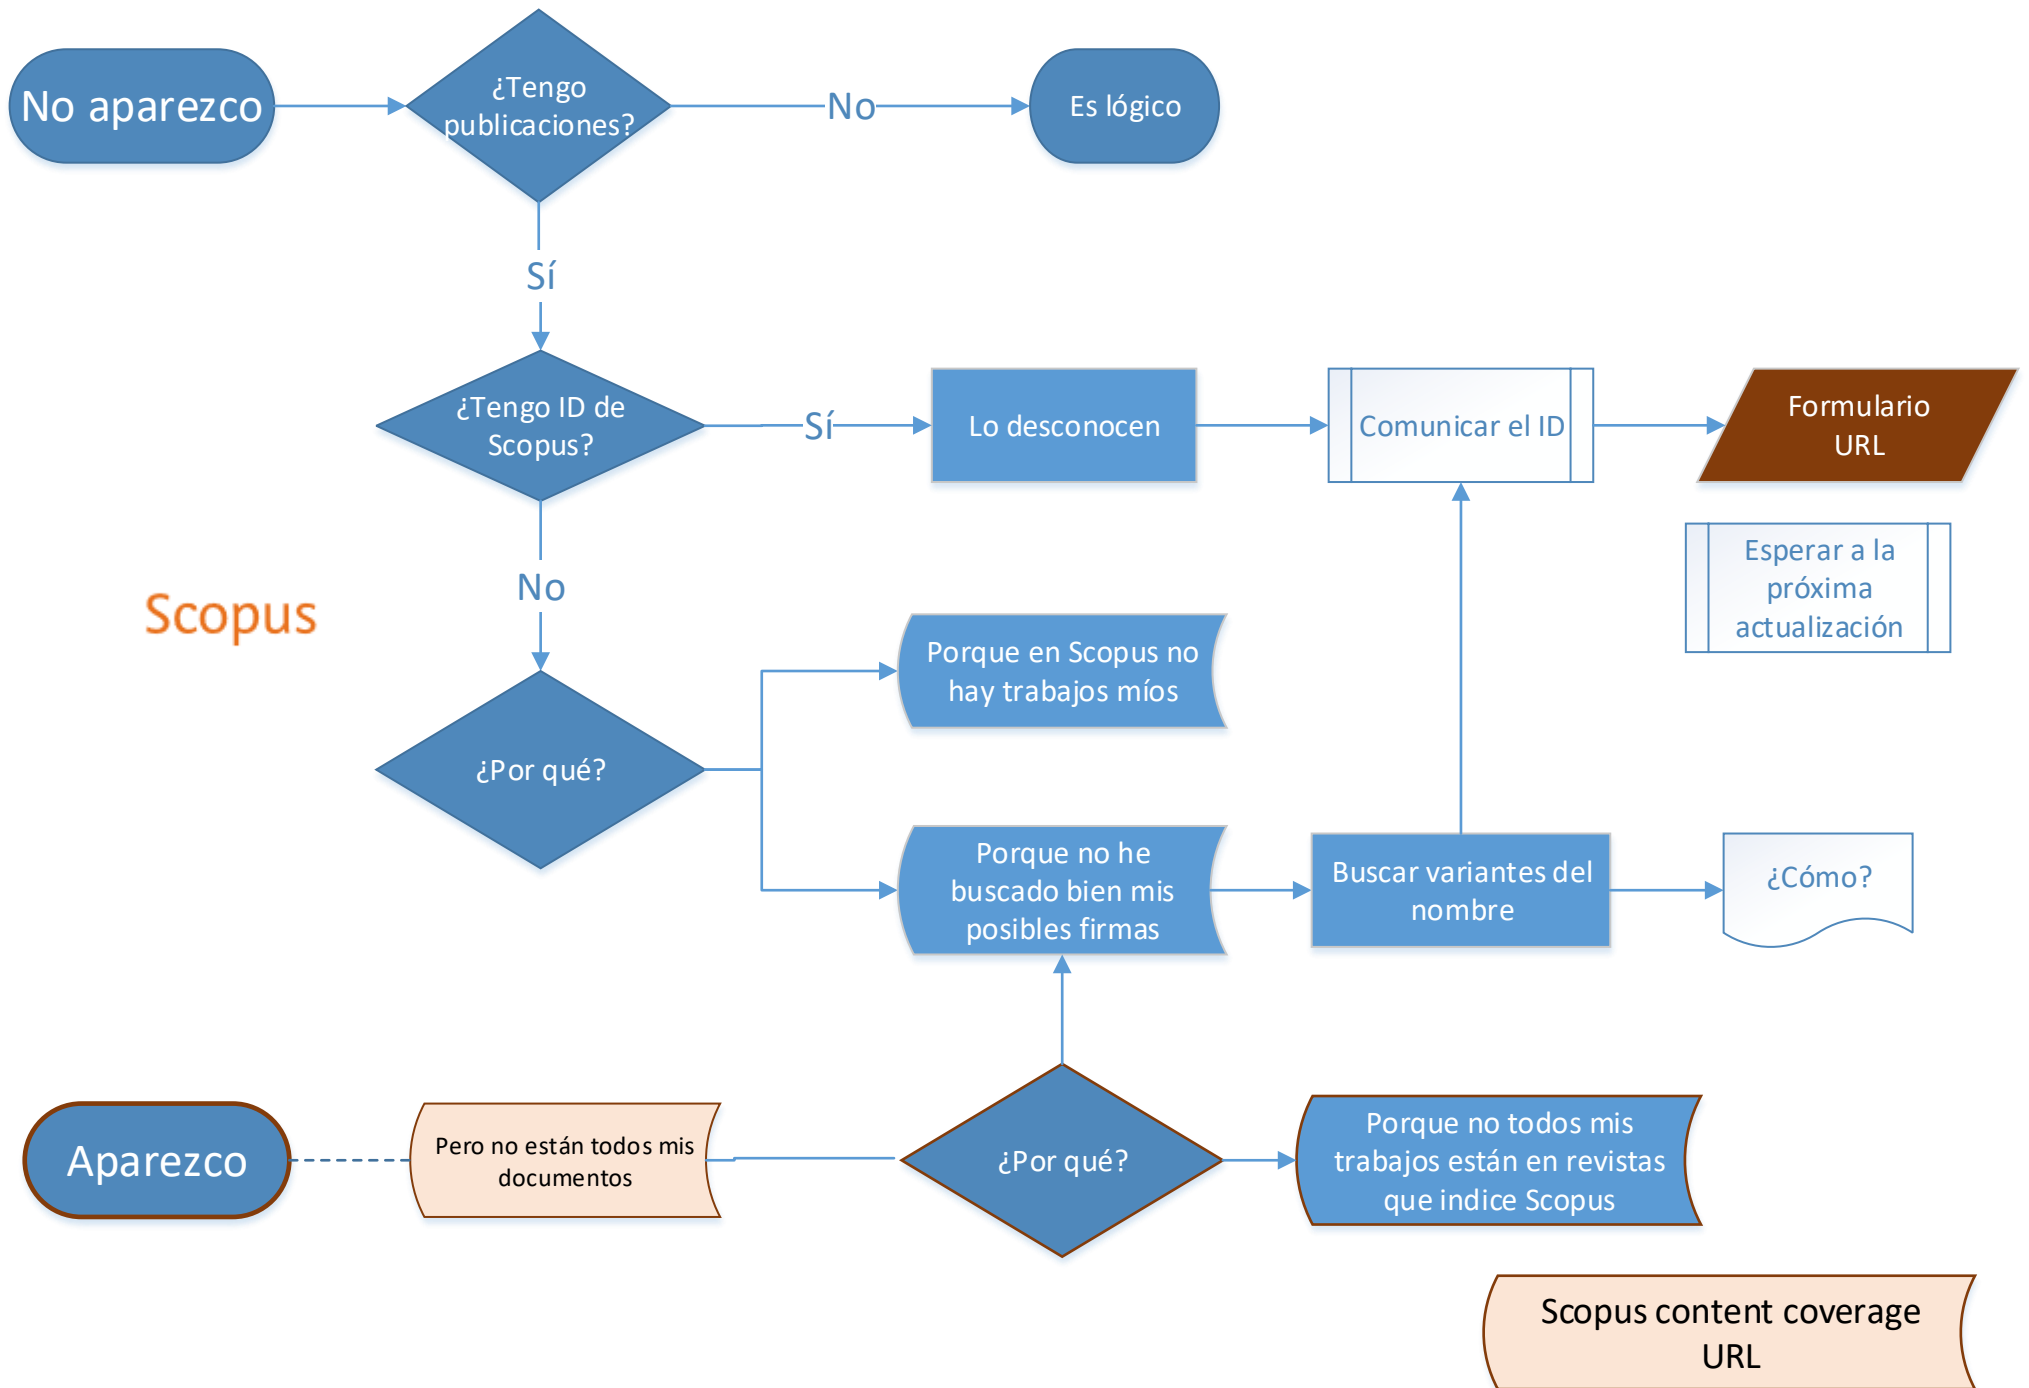 No aparezco
¿Tengo
publicaciones?
No
Es lógico
Sí
¿Tengo ID de
Scopus?
Sí
Lo desconocen
Comunicar el ID
Formulario
URL
Esperar a la
próxima
actualización
No
Scopus
Porque en Scopus no
hay trabajos míos
¿Por qué?
Porque no he
buscado bien mis
posibles firmas
Buscar variantes del
nombre
¿Cómo?
Aparezco
Pero no están todos mis
documentos
¿Por qué?
Porque no todos mis
trabajos están en revistas
que indice Scopus
Scopus content coverage
URL